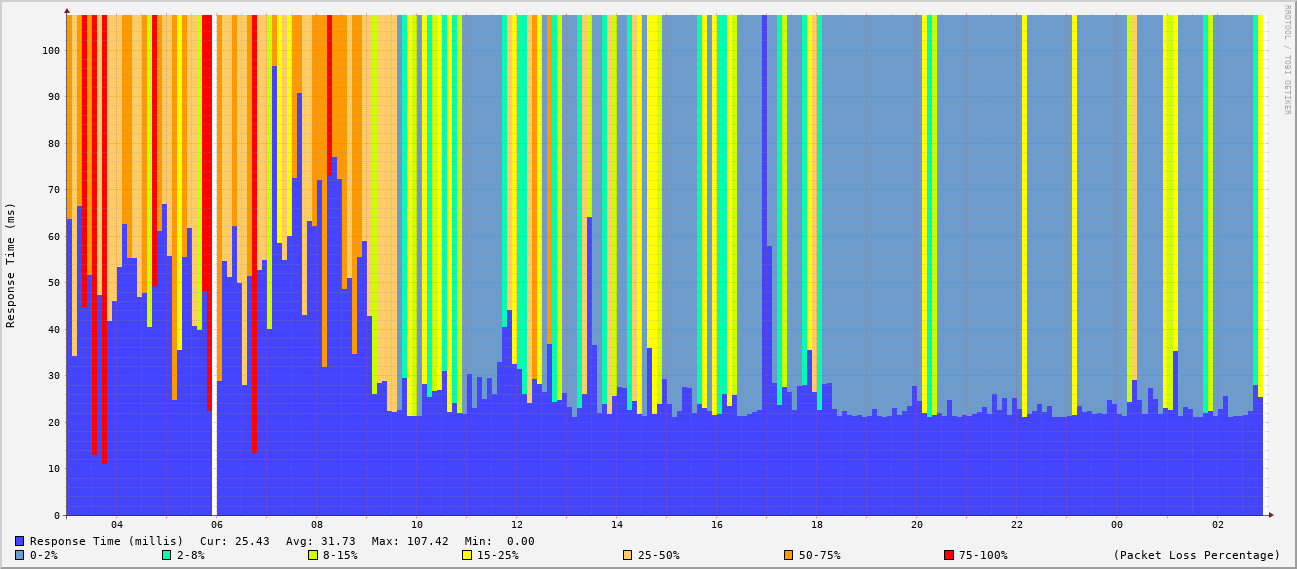 RRDTOOL / TOBI OETIKER
Response Time (ms)
100
90
80
70
60
50
40
30
20
10
0
04 06 08 10 12 14 16 18 20 22 00 02
Response Time (millis) Cur: 25.43 Avg: 31.73 Max: 107.42 Min: 0.00
0-2% 2-8% 8-15% 15-25% 25-50% 50-75% 75-100% (Packet Loss Percentage)